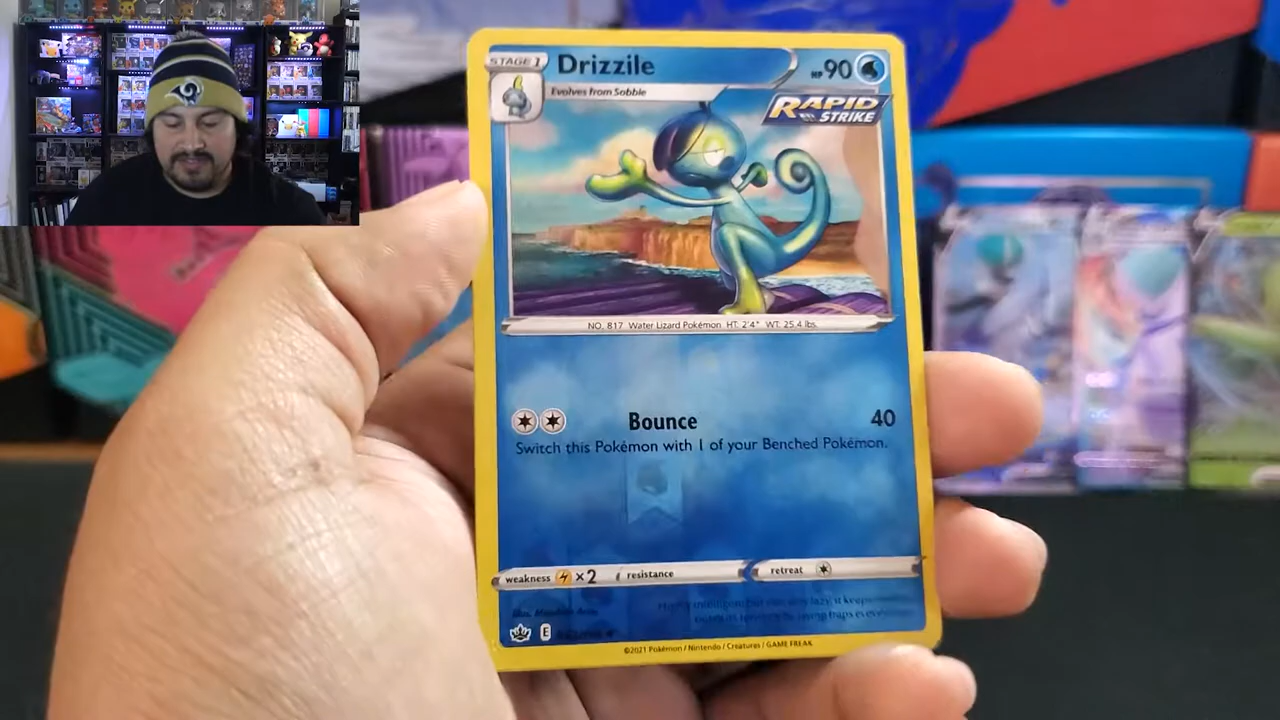 STAGE 1
Drizzile
HP 90
Evolves from Sobble
RAPID
STRIKE
NO. 817 Water Lizard Pokémon HT: 2'4" WT: 25.4 lbs.
Bounce 40
Switch this Pokémon with 1 of your Benched Pokémon.
weakness ×2 resistance retreat
E
©2021 Pokémon / Nintendo / Creatures / GAME FREAK